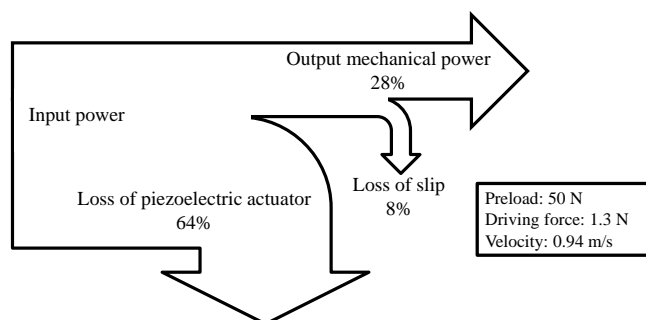 Output mechanical power
28%
Input power
Loss of piezoelectric actuator
64%
Loss of slip
8%
Preload: 50 N
Driving force: 1.3 N
Velocity: 0.94 m/s